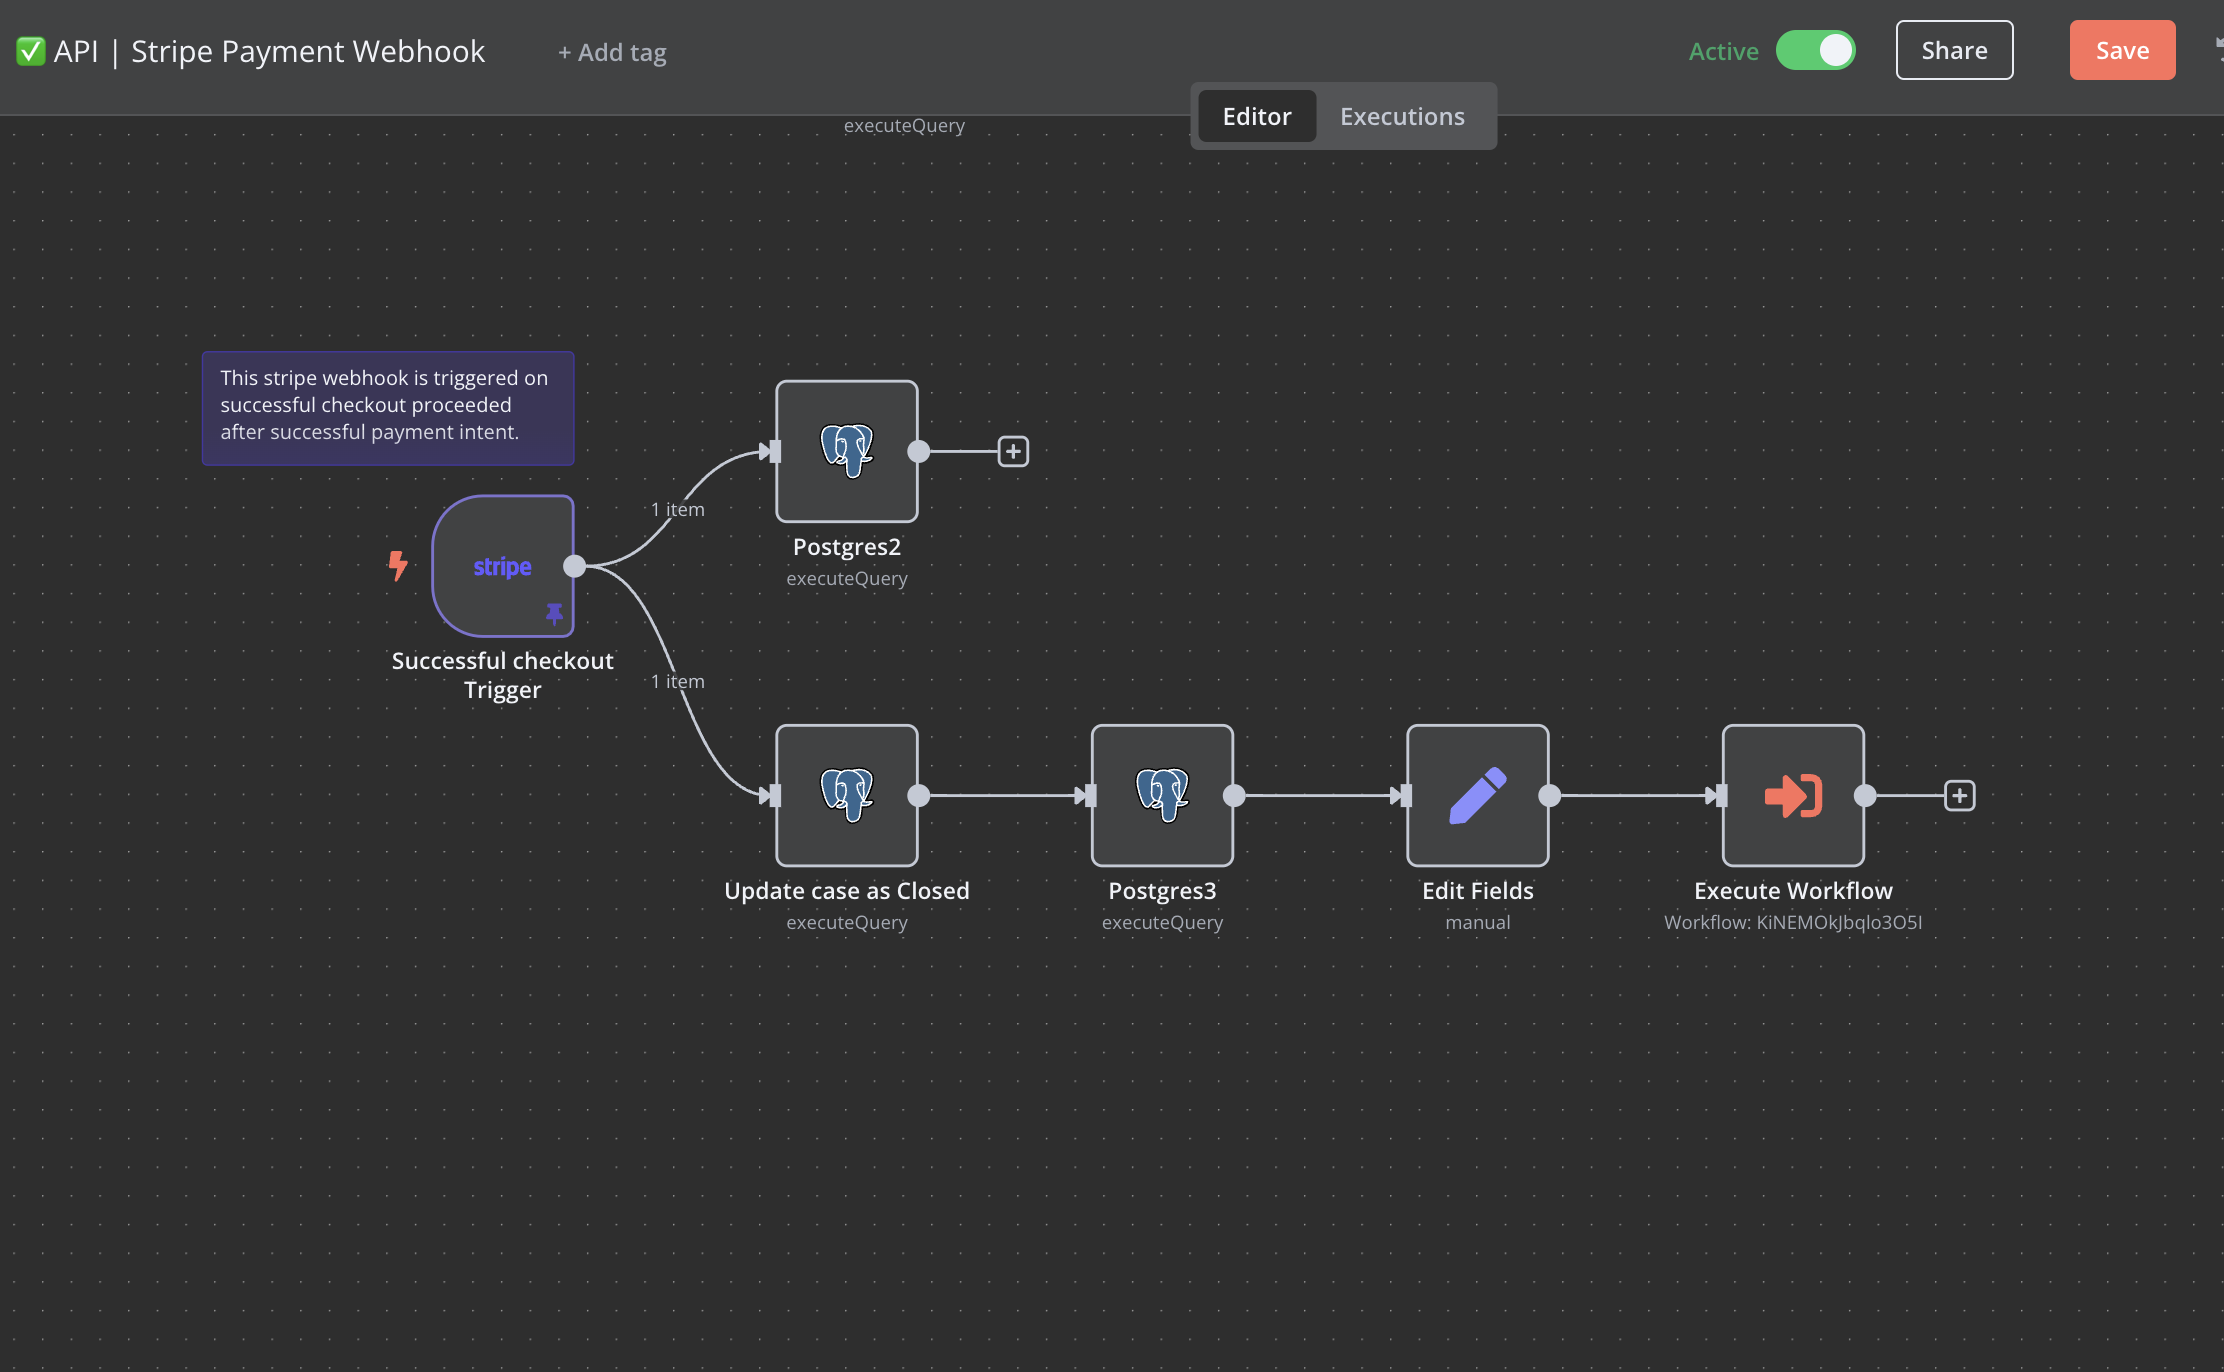 ✅ API | Stripe Payment Webhook
+ Add tag
Active
Share
Save
Editor
Executions
executeQuery
This stripe webhook is triggered on
successful checkout proceeded
after successful payment intent.
1 item
Postgres2
executeQuery
stripe
Successful checkout
Trigger
1 item
Update case as Closed
executeQuery
Postgres3
executeQuery
Edit Fields
manual
Execute Workflow
Workflow: KiNEMOkJbqlo3O5I